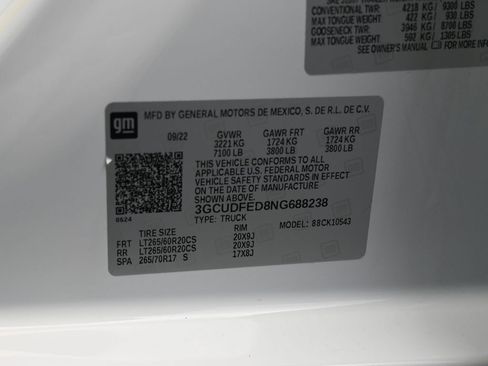 CONVENTIONAL TWR: 4218 KG/ 9300 LBS
MAX TONGUE WEIGHT: 422 KG/ 930 LBS
GOOSENECK TWR: 3946 KG/ 8700 LBS
MAX TONGUE WEIGHT: 592 KG/ 1305 LBS
SEE OWNER'S MANUAL FOR
gm
MFD BY GENERAL MOTORS DE MEXICO, S. DE R.L. DE C.V.
09/22 GVWR GAWR FRT GAWR RR
3221 KG 1724 KG 1724 KG
7100 LB 3800 LB 3800 LB
THIS VEHICLE CONFORMS TO ALL
APPLICABLE U.S. FEDERAL MOTOR
VEHICLE SAFETY STANDARDS IN EFFECT
ON THE DATE OF MANUFACTURE
SHOWN ABOVE.
3GCUDFED8NG688238
0624 TYPE: TRUCK MODEL: 88CK10543
TIRE SIZE RIM
FRT LT265/60R20CS 20X9J
RR LT265/60R20CS 20X9J
SPA 265/70R17 S 17X8J